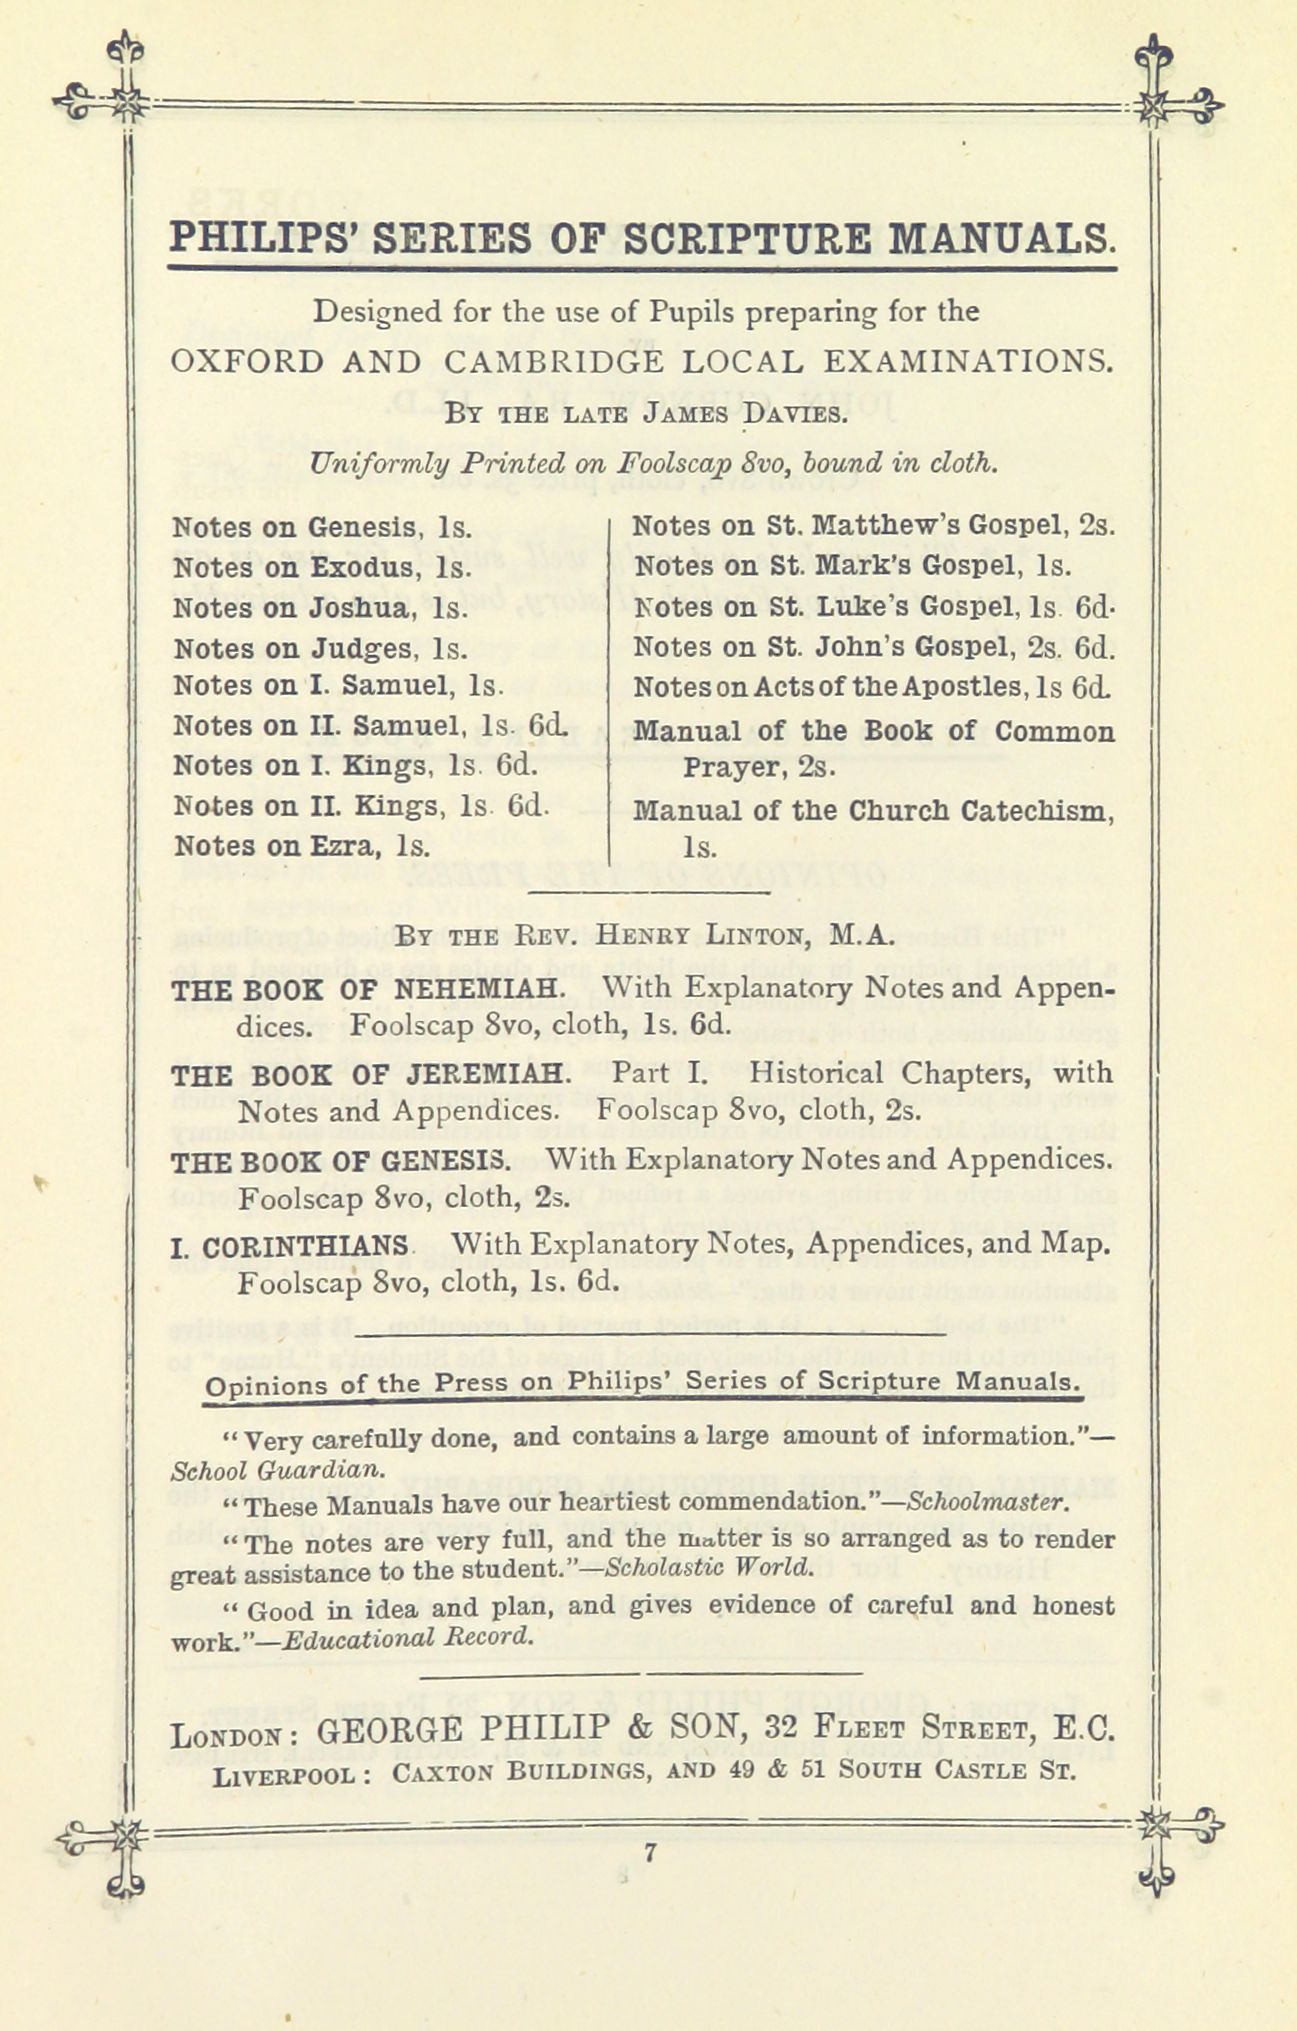 PHILIPS' SERIES OF SCRIPTURE MANUALS.
Designed for the use of Pupils preparing for the
OXFORD AND CAMBRIDGE LOCAL EXAMINATIONS.
BY THE LATE JAMES DAVIES.
Uniformly Printed on Foolscap 8vo, bound in cloth.
Notes on Genesis, 1s.
Notes on Exodus, 1s.
Notes on Joshua, 1s.
Notes on Judges, 1s.
Notes on I. Samuel, 1s.
Notes on II. Samuel, 1s. 6d.
Notes on I. Kings, 1s. 6d.
Notes on II. Kings, 1s. 6d.
Notes on Ezra, 1s.
Notes on St. Matthew's Gospel, 2s.
Notes on St. Mark's Gospel, 1s.
Notes on St. Luke's Gospel, 1s. 6d.
Notes on St. John's Gospel, 2s. 6d.
Notes on Acts of the Apostles, 1s 6d.
Manual of the Book of Common
Prayer, 2s.
Manual of the Church Catechism,
1s.
BY THE REV. HENRY LINTON, M.A.
THE BOOK OF NEHEMIAH. With Explanatory Notes and Appen-
dices. Foolscap 8vo, cloth, 1s. 6d.
THE BOOK OF JEREMIAH. Part I. Historical Chapters, with
Notes and Appendices. Foolscap 8vo, cloth, 2s.
THE BOOK OF GENESIS. With Explanatory Notes and Appendices.
Foolscap 8vo, cloth, 2s.
I. CORINTHIANS. With Explanatory Notes, Appendices, and Map.
Foolscap 8vo, cloth, 1s. 6d.
Opinions of the Press on Philips' Series of Scripture Manuals.
"Very carefully done, and contains a large amount of information."—
School Guardian.
"These Manuals have our heartiest commendation."—Schoolmaster.
"The notes are very full, and the matter is so arranged as to render
great assistance to the student."—Scholastic World.
"Good in idea and plan, and gives evidence of careful and honest
work."—Educational Record.
LONDON: GEORGE PHILIP & SON, 32 FLEET STREET, E.C.
LIVERPOOL: CAXTON BUILDINGS, AND 49 & 51 SOUTH CASTLE ST.
7